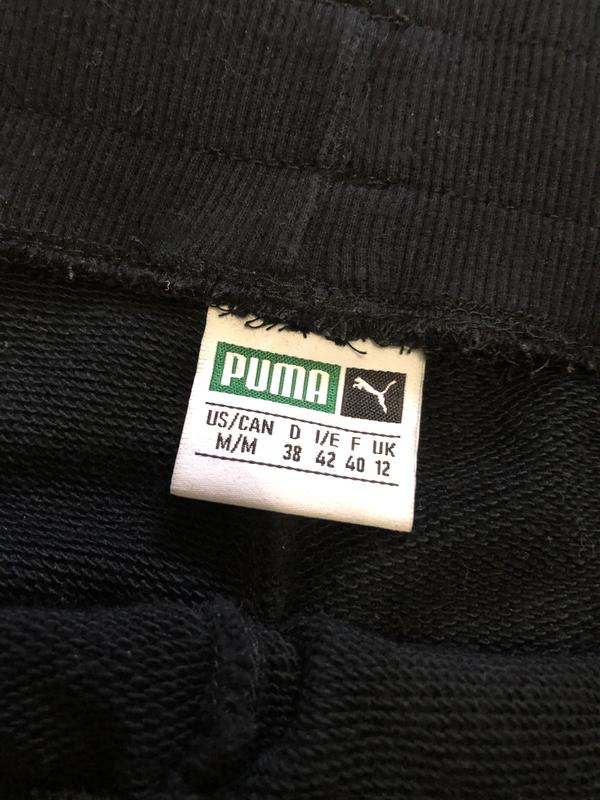 PUMA
US/CAN D I/E F UK
M/M 38 42 40 12